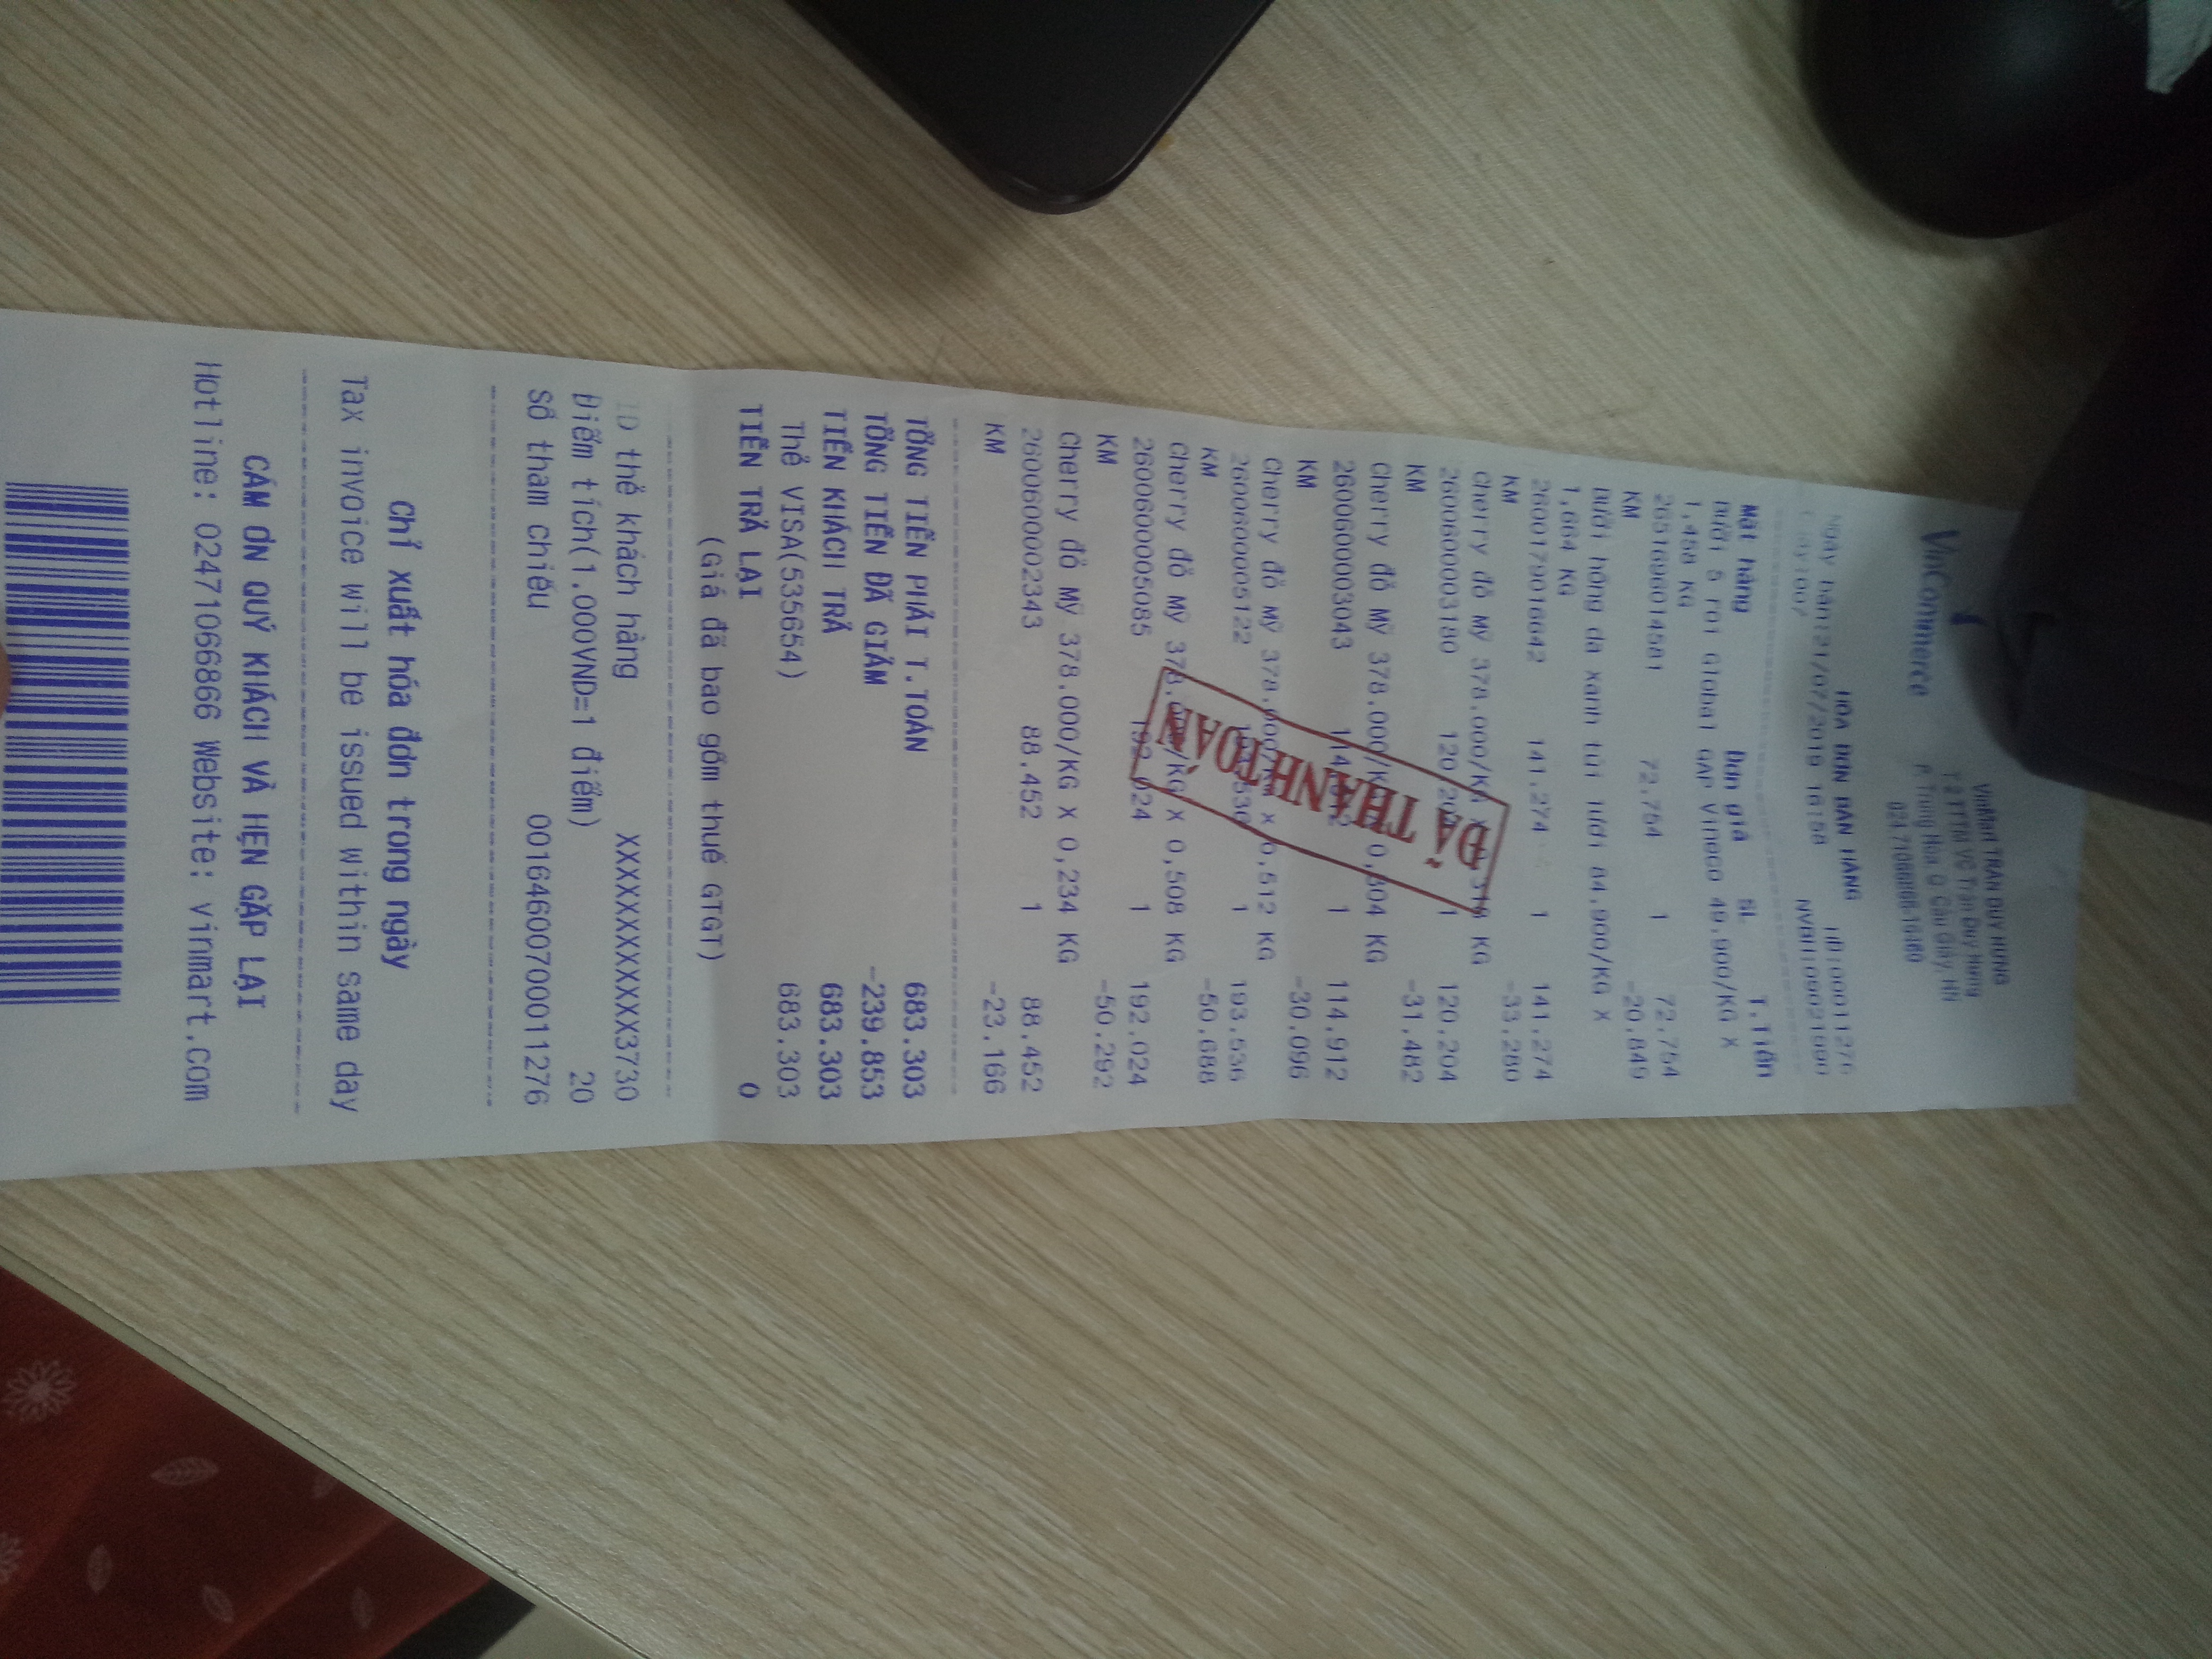 VinCommerce
VinMart TRẦN DUY HƯNG
T 2 TTTM VC Trần Duy Hưng
P. Trung Hòa, Q. Cầu Giấy, HN
024.71066866-16460
HÓA ĐƠN BÁN HÀNG
Ngày bán:21/07/2019 16:58 HĐ:00011276
Quầy:007 NVBH:09021990
Mặt hàng Đơn giá SL T.Tiền
Bưởi 5 roi Global GAP Vineco 49.900/KG X
1,458 KG
2651696014581 72.754 1 72.754
KM -20.849
Bưởi hồng da xanh túi lưới 84.900/KG X
1,664 KG
2600179016642 141.274 1 141.274
KM -33.280
Cherry đỏ Mỹ 378.000/KG X 0,318 KG
2600600003180 120.204 1 120.204
KM -31.482
Cherry đỏ Mỹ 378.000/KG X 0,304 KG
2600600003043 114.912 1 114.912
KM -30.096
Cherry đỏ Mỹ 378.000/KG X 0,512 KG
2600600005122 193.536 1 193.536
KM -50.688
Cherry đỏ Mỹ 378.000/KG X 0,508 KG
2600600005085 192.024 1 192.024
KM -50.292
Cherry đỏ Mỹ 378.000/KG X 0,234 KG
2600600002343 88.452 1 88.452
KM -23.166
ĐÃ THANH TOÁN
TỔNG TIỀN PHẢI T.TOÁN 683.303
TỔNG TIỀN ĐÃ GIẢM -239.853
TIỀN KHÁCH TRẢ 683.303
Thẻ VISA(535654) 683.303
TIỀN TRẢ LẠI 0
(Giá đã bao gồm thuế GTGT)
ID thẻ khách hàng XXXXXXXXXXXX3730
Điểm tích(1.000VND=1 điểm) 20
Số tham chiếu 00164600700011276
Chỉ xuất hóa đơn trong ngày
Tax invoice will be issued within same day
CẢM ƠN QUÝ KHÁCH VÀ HẸN GẶP LẠI
Hotline: 02471066866 Website: vinmart.com